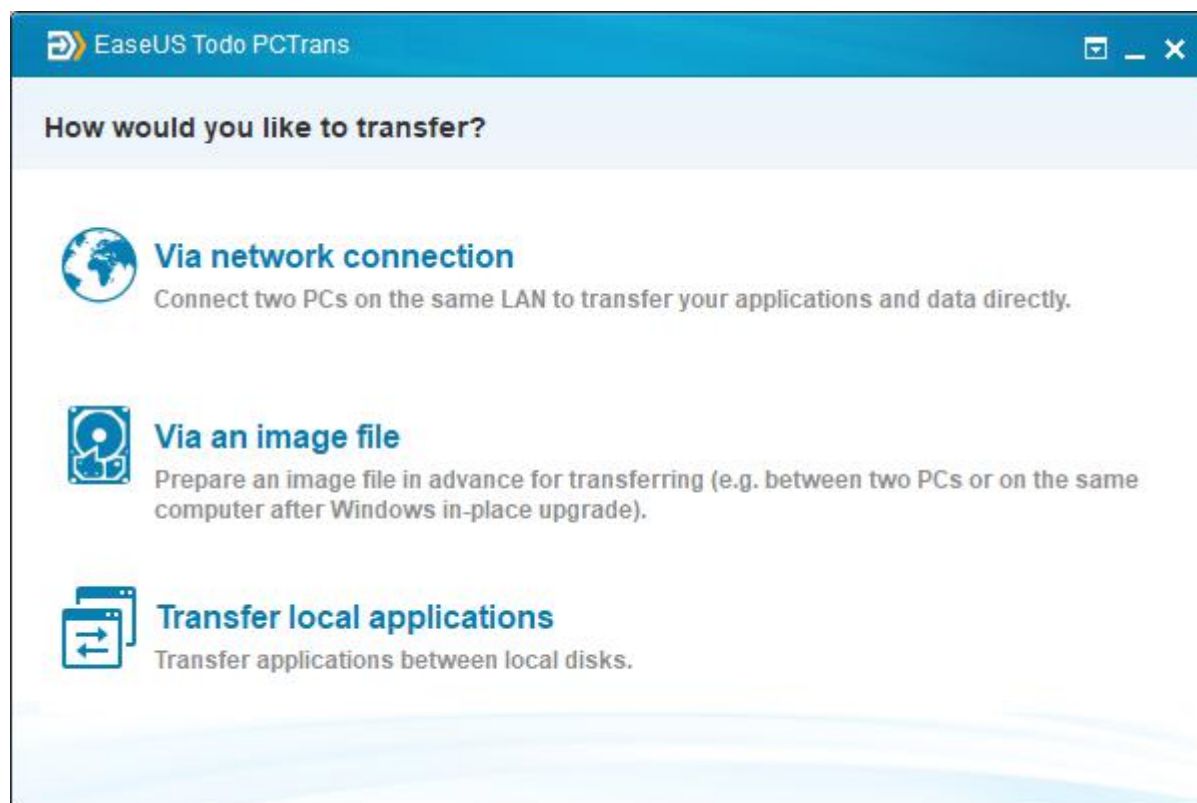 EaseUS Todo PCTrans
How would you like to transfer?
Via network connection
Connect two PCs on the same LAN to transfer your applications and data directly.
Via an image file
Prepare an image file in advance for transferring (e.g. between two PCs or on the same
computer after Windows in-place upgrade).
Transfer local applications
Transfer applications between local disks.